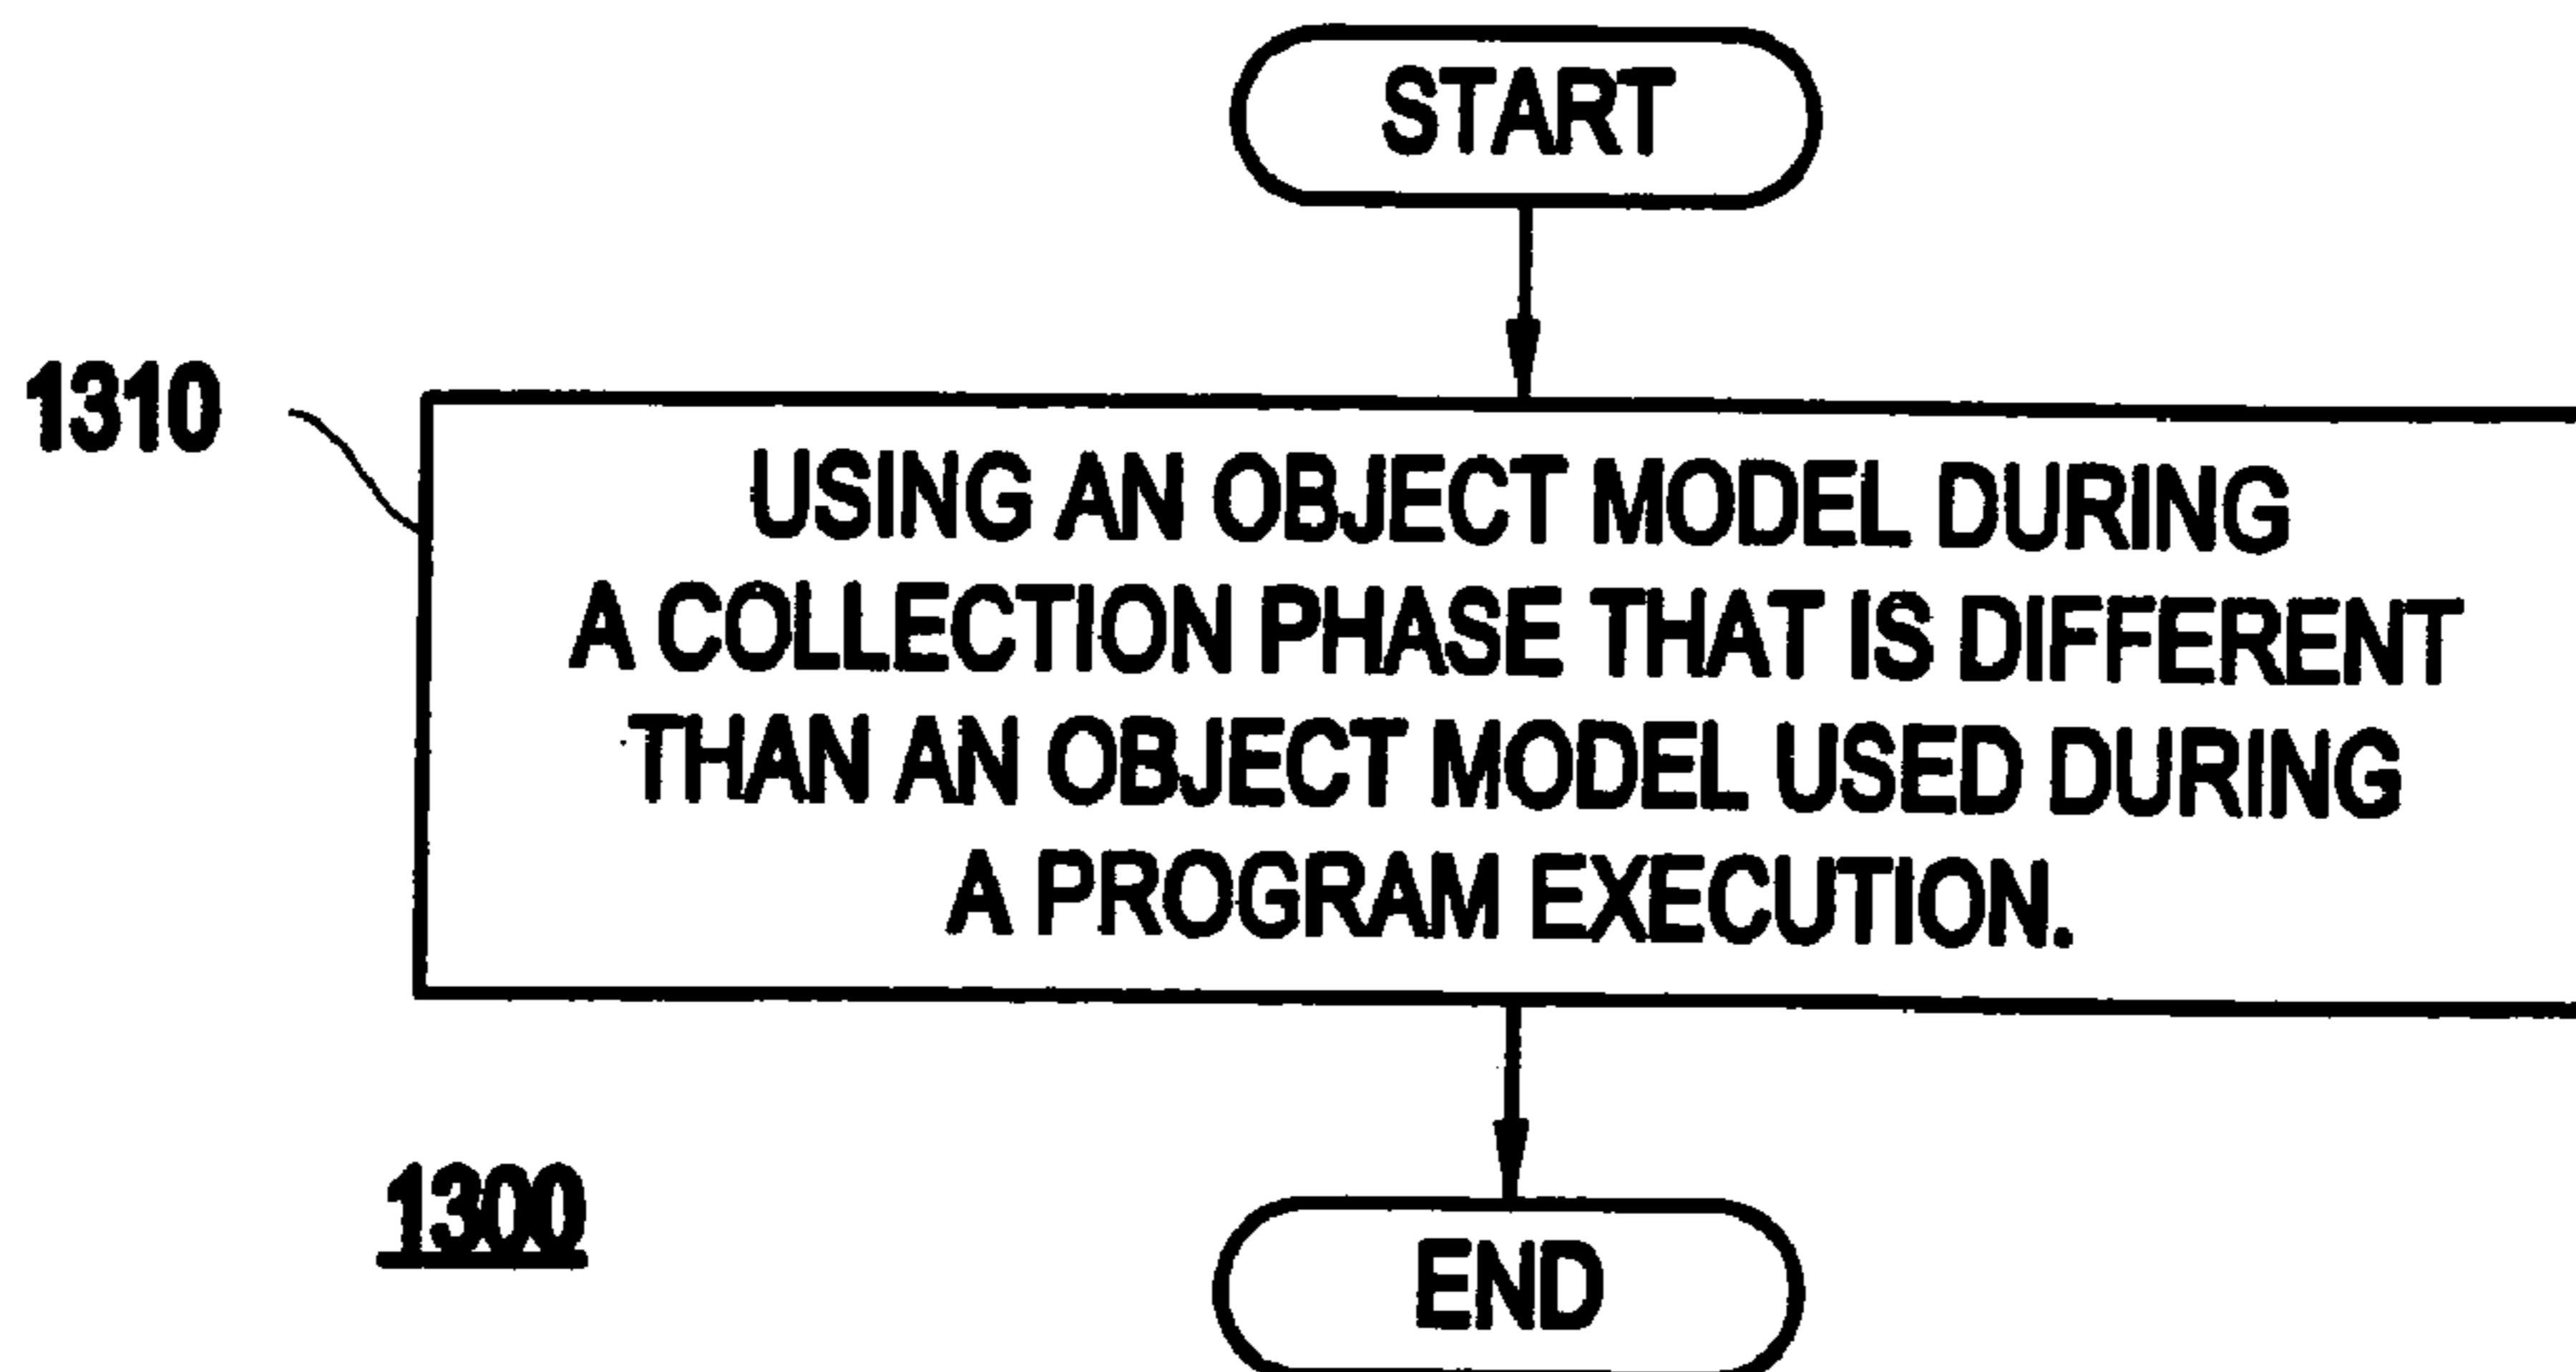 START
1310
USING AN OBJECT MODEL DURING
A COLLECTION PHASE THAT IS DIFFERENT
THAN AN OBJECT MODEL USED DURING
A PROGRAM EXECUTION.
1300
END